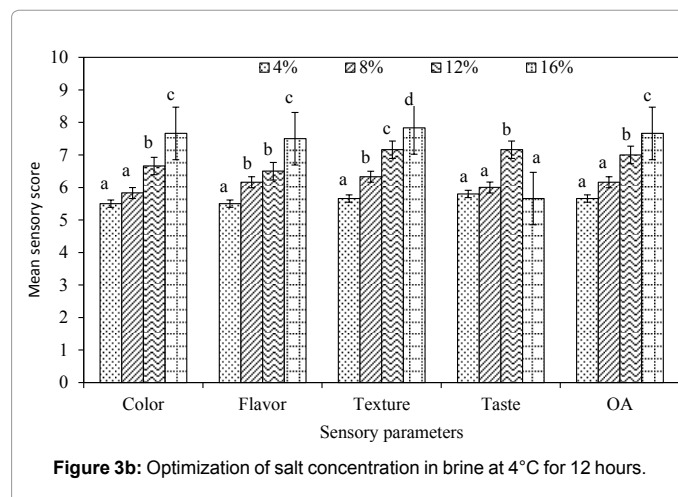 10
9
8
7
6
5
4
3
2
1
0
Mean sensory score
4% 8% 12% 16%
a a b c
a b b c
a b c d
a a b a
a a b c
Color Flavor Texture Taste OA
Sensory parameters
Figure 3b: Optimization of salt concentration in brine at 4°C for 12 hours.